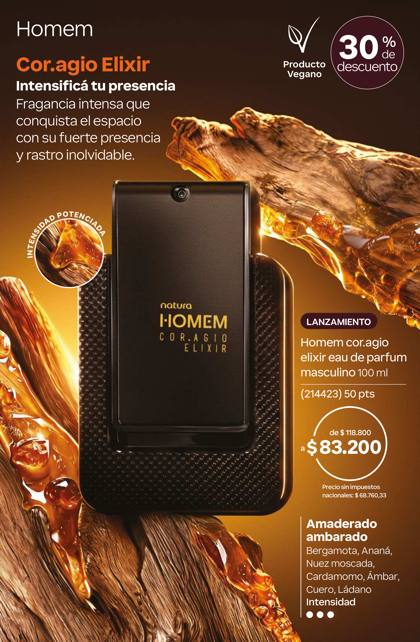 Homem
Cor.agio Elixir
Intensificá tu presencia
Fragancia intensa que
conquista el espacio
con su fuerte presencia
y rastro inolvidable.
Producto
Vegano
30%
de
descuento
INTENSIDAD POTENCIADA
natura
HOMEM
COR.AGIO
ELIXIR
LANZAMIENTO
Homem cor.agio
elixir eau de parfum
masculino 100 ml
(214423) 50 pts
de $ 118.800
a $83.200
Precio sin impuestos
nacionales: $ 68.760,33
Amaderado
ambarado
Bergamota, Ananá,
Nuez moscada,
Cardamomo, Ámbar,
Cuero, Ládano
Intensidad